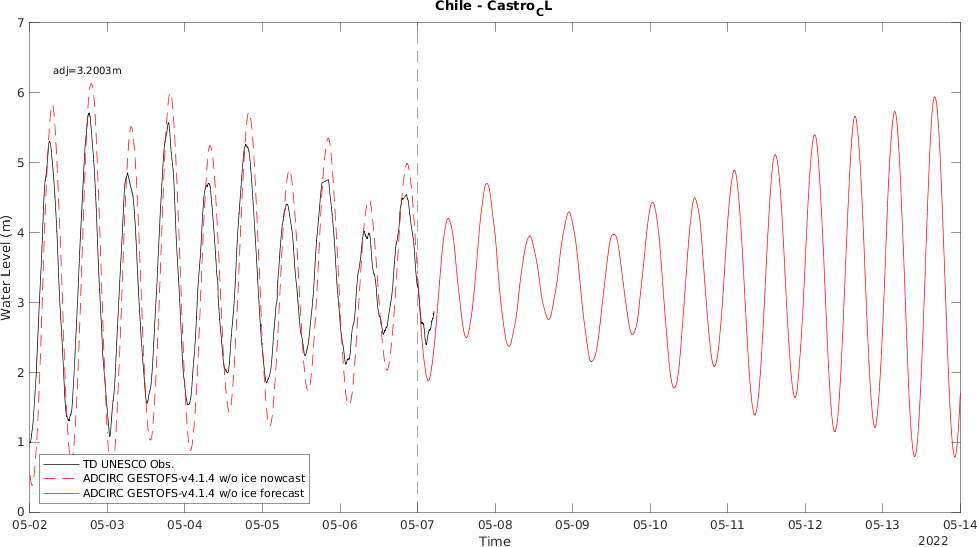 Chile - Castro_CL
7
adj=3.2003m
6
5
4
3
2
1
0
Water Level (m)
TD UNESCO Obs.
ADCIRC GESTOFS-v4.1.4 w/o ice nowcast
ADCIRC GESTOFS-v4.1.4 w/o ice forecast
05-02 05-03 05-04 05-05 05-06 05-07 05-08 05-09 05-10 05-11 05-12 05-13 05-14
Time
2022